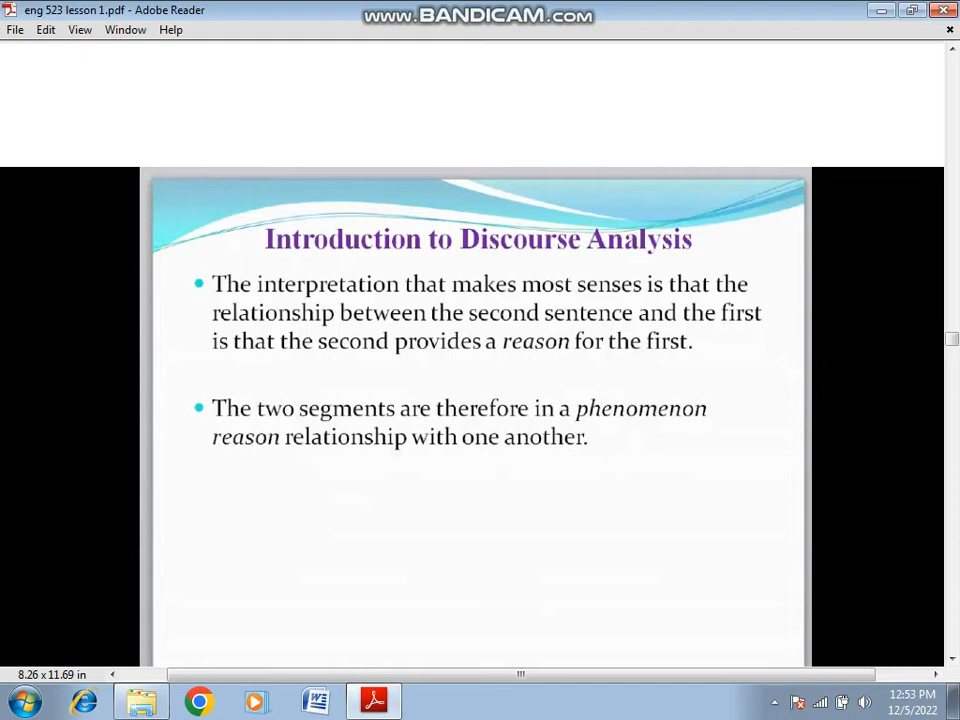 eng 523 lesson 1.pdf - Adobe Reader
www.BANDICAM.com
File Edit View Window Help
Introduction to Discourse Analysis
• The interpretation that makes most senses is that the
relationship between the second sentence and the first
is that the second provides a reason for the first.
• The two segments are therefore in a phenomenon
reason relationship with one another.
8.26 x 11.69 in
12:53 PM
12/5/2022